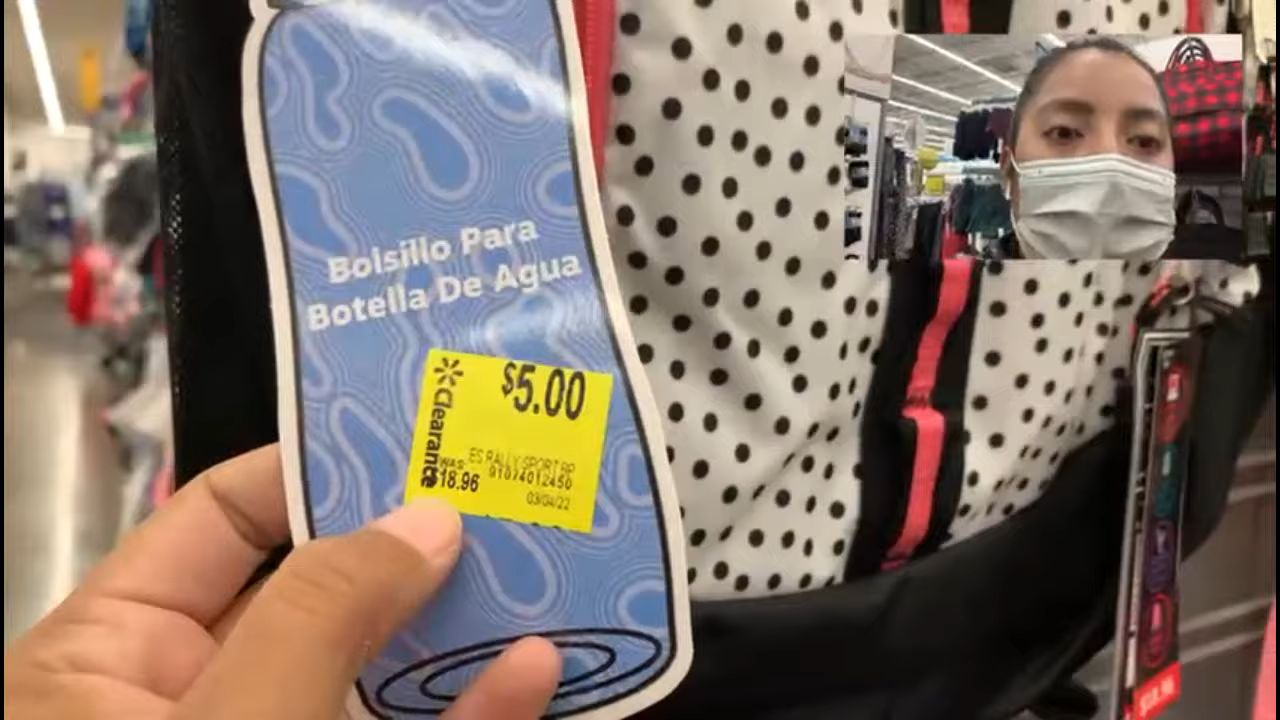 Bolsillo Para
Botella De Agua
Clearance
$5.00
ES RALLY SPORT BP
91074012450
WAS
$18.96
03/04/22